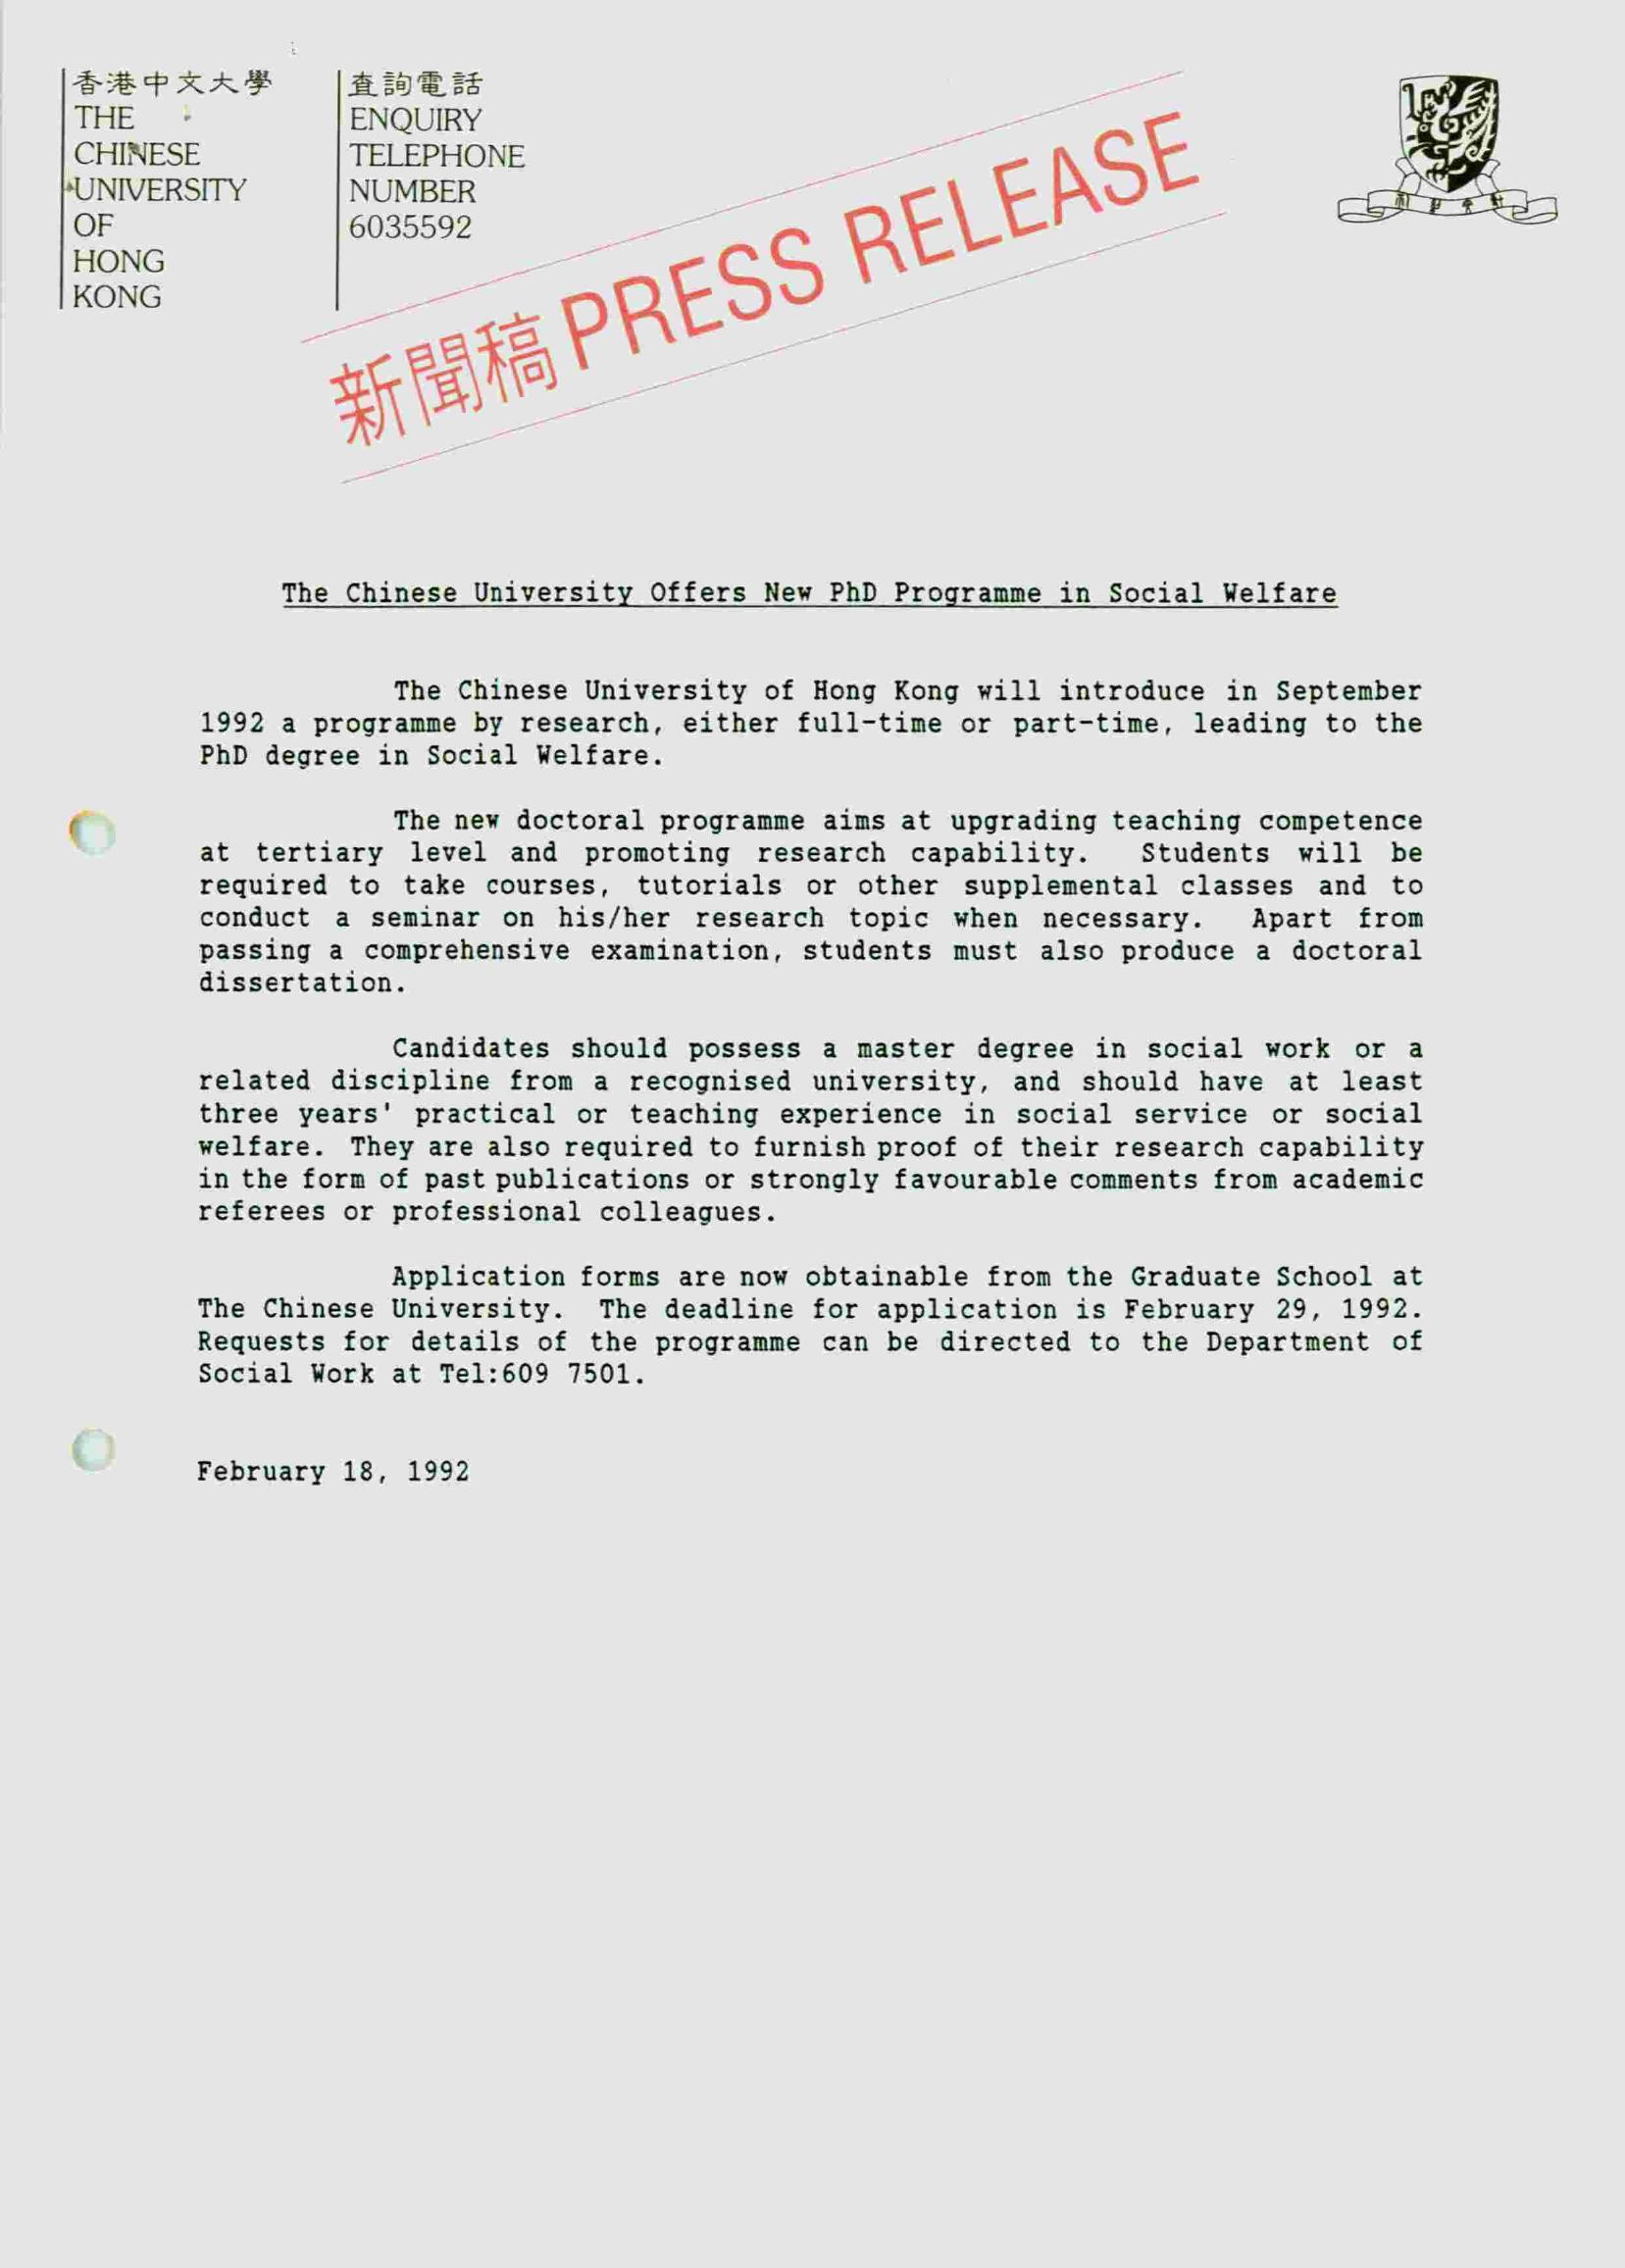 香港中文大學
THE
CHINESE
UNIVERSITY
OF
HONG
KONG
查詢電話
ENQUIRY
TELEPHONE
NUMBER
6035592
新聞稿 PRESS RELEASE
The Chinese University Offers New PhD Programme in Social Welfare
The Chinese University of Hong Kong will introduce in September
1992 a programme by research, either full-time or part-time, leading to the
PhD degree in Social Welfare.
The new doctoral programme aims at upgrading teaching competence
at tertiary level and promoting research capability. Students will be
required to take courses, tutorials or other supplemental classes and to
conduct a seminar on his/her research topic when necessary. Apart from
passing a comprehensive examination, students must also produce a doctoral
dissertation.
Candidates should possess a master degree in social work or a
related discipline from a recognised university, and should have at least
three years' practical or teaching experience in social service or social
welfare. They are also required to furnish proof of their research capability
in the form of past publications or strongly favourable comments from academic
referees or professional colleagues.
Application forms are now obtainable from the Graduate School at
The Chinese University. The deadline for application is February 29, 1992.
Requests for details of the programme can be directed to the Department of
Social Work at Tel:609 7501.
February 18, 1992